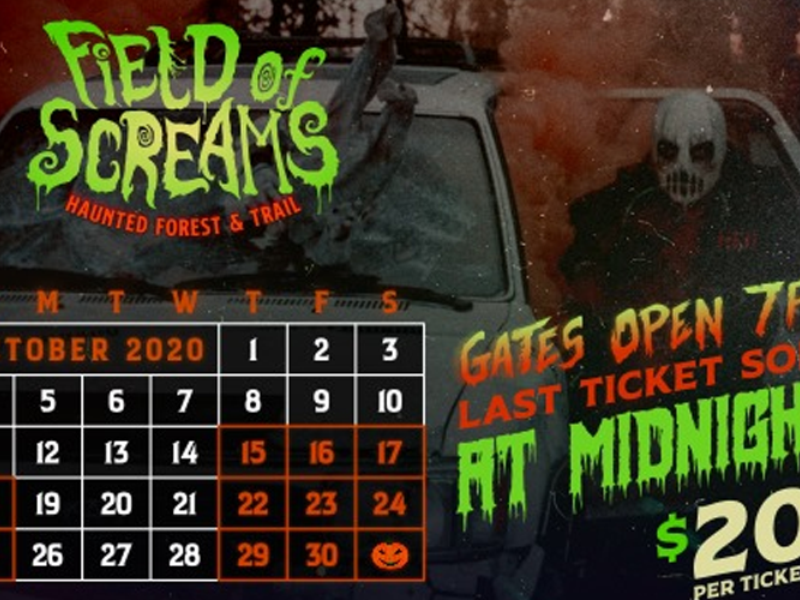 FiELD of
SCREAMS
HAUNTED FOREST & TRAIL
M T W T F S
TOBER 2020 1 2 3
5 6 7 8 9 10
12 13 14 15 16 17
19 20 21 22 23 24
26 27 28 29 30
GATES OPEN 7P
LAST TICKET SO
AT MIDNIGH
$20
PER TICKE